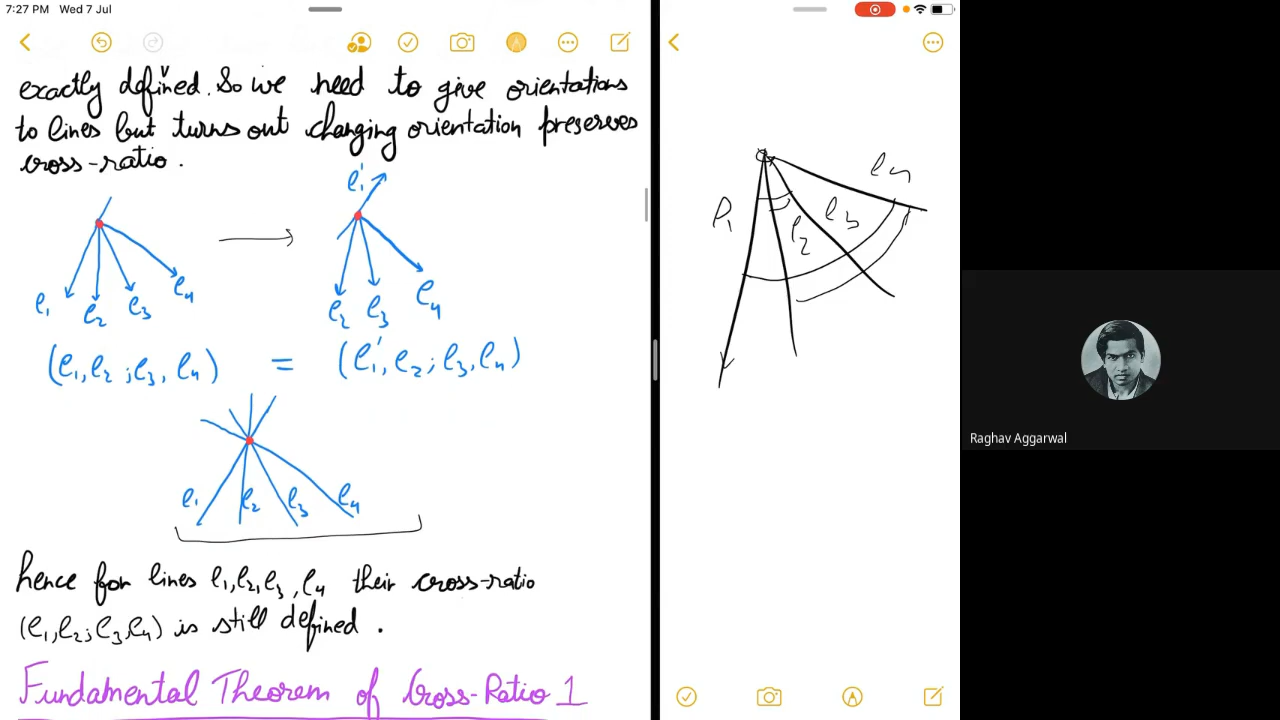 7:27 PM Wed 7 Jul
exactly defined. So we need to give orientations
to lines but turns out changing orientation preserves
cross-ratio.
l₁'
l₁ l₂ l₃ l₄
l₂ l₃ l₄
(l₁, l₂ ; l₃, l₄) = (l₁', l₂ ; l₃, l₄)
l₁ l₂ l₃ l₄
hence for lines l₁, l₂, l₃, l₄ their cross-ratio
(l₁, l₂ ; l₃, l₄) is still defined.
Fundamental Theorem of Cross-Ratio 1
l₁ l₂ l₃ l₄
Raghav Aggarwal